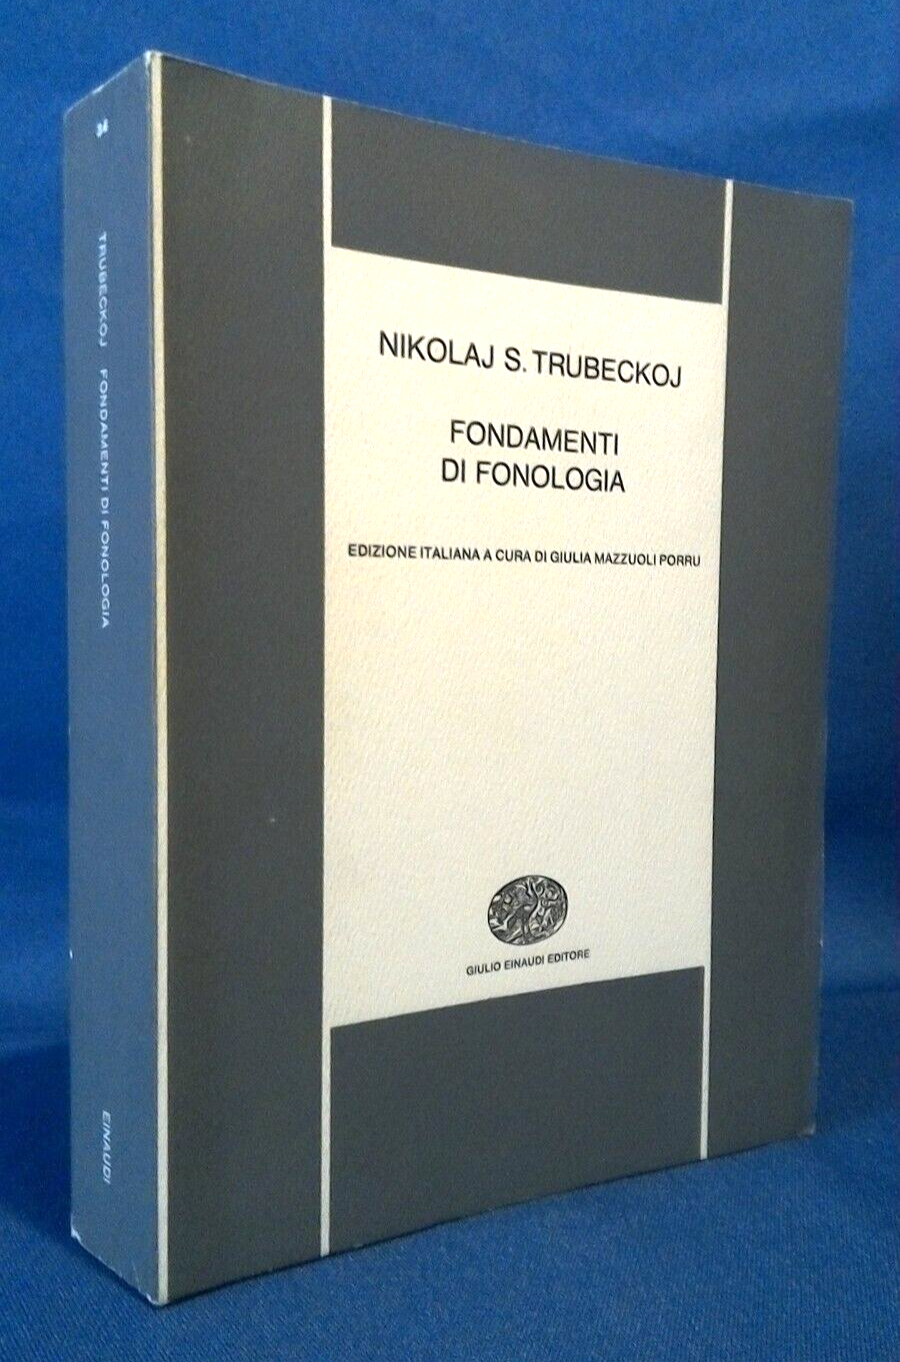 NIKOLAJ S. TRUBECKOJ
FONDAMENTI
DI FONOLOGIA
EDIZIONE ITALIANA A CURA DI GIULIA MAZZUOLI PORRU
GIULIO EINAUDI EDITORE
TRUBECKOJ FONDAMENTI DI FONOLOGIA
EINAUDI